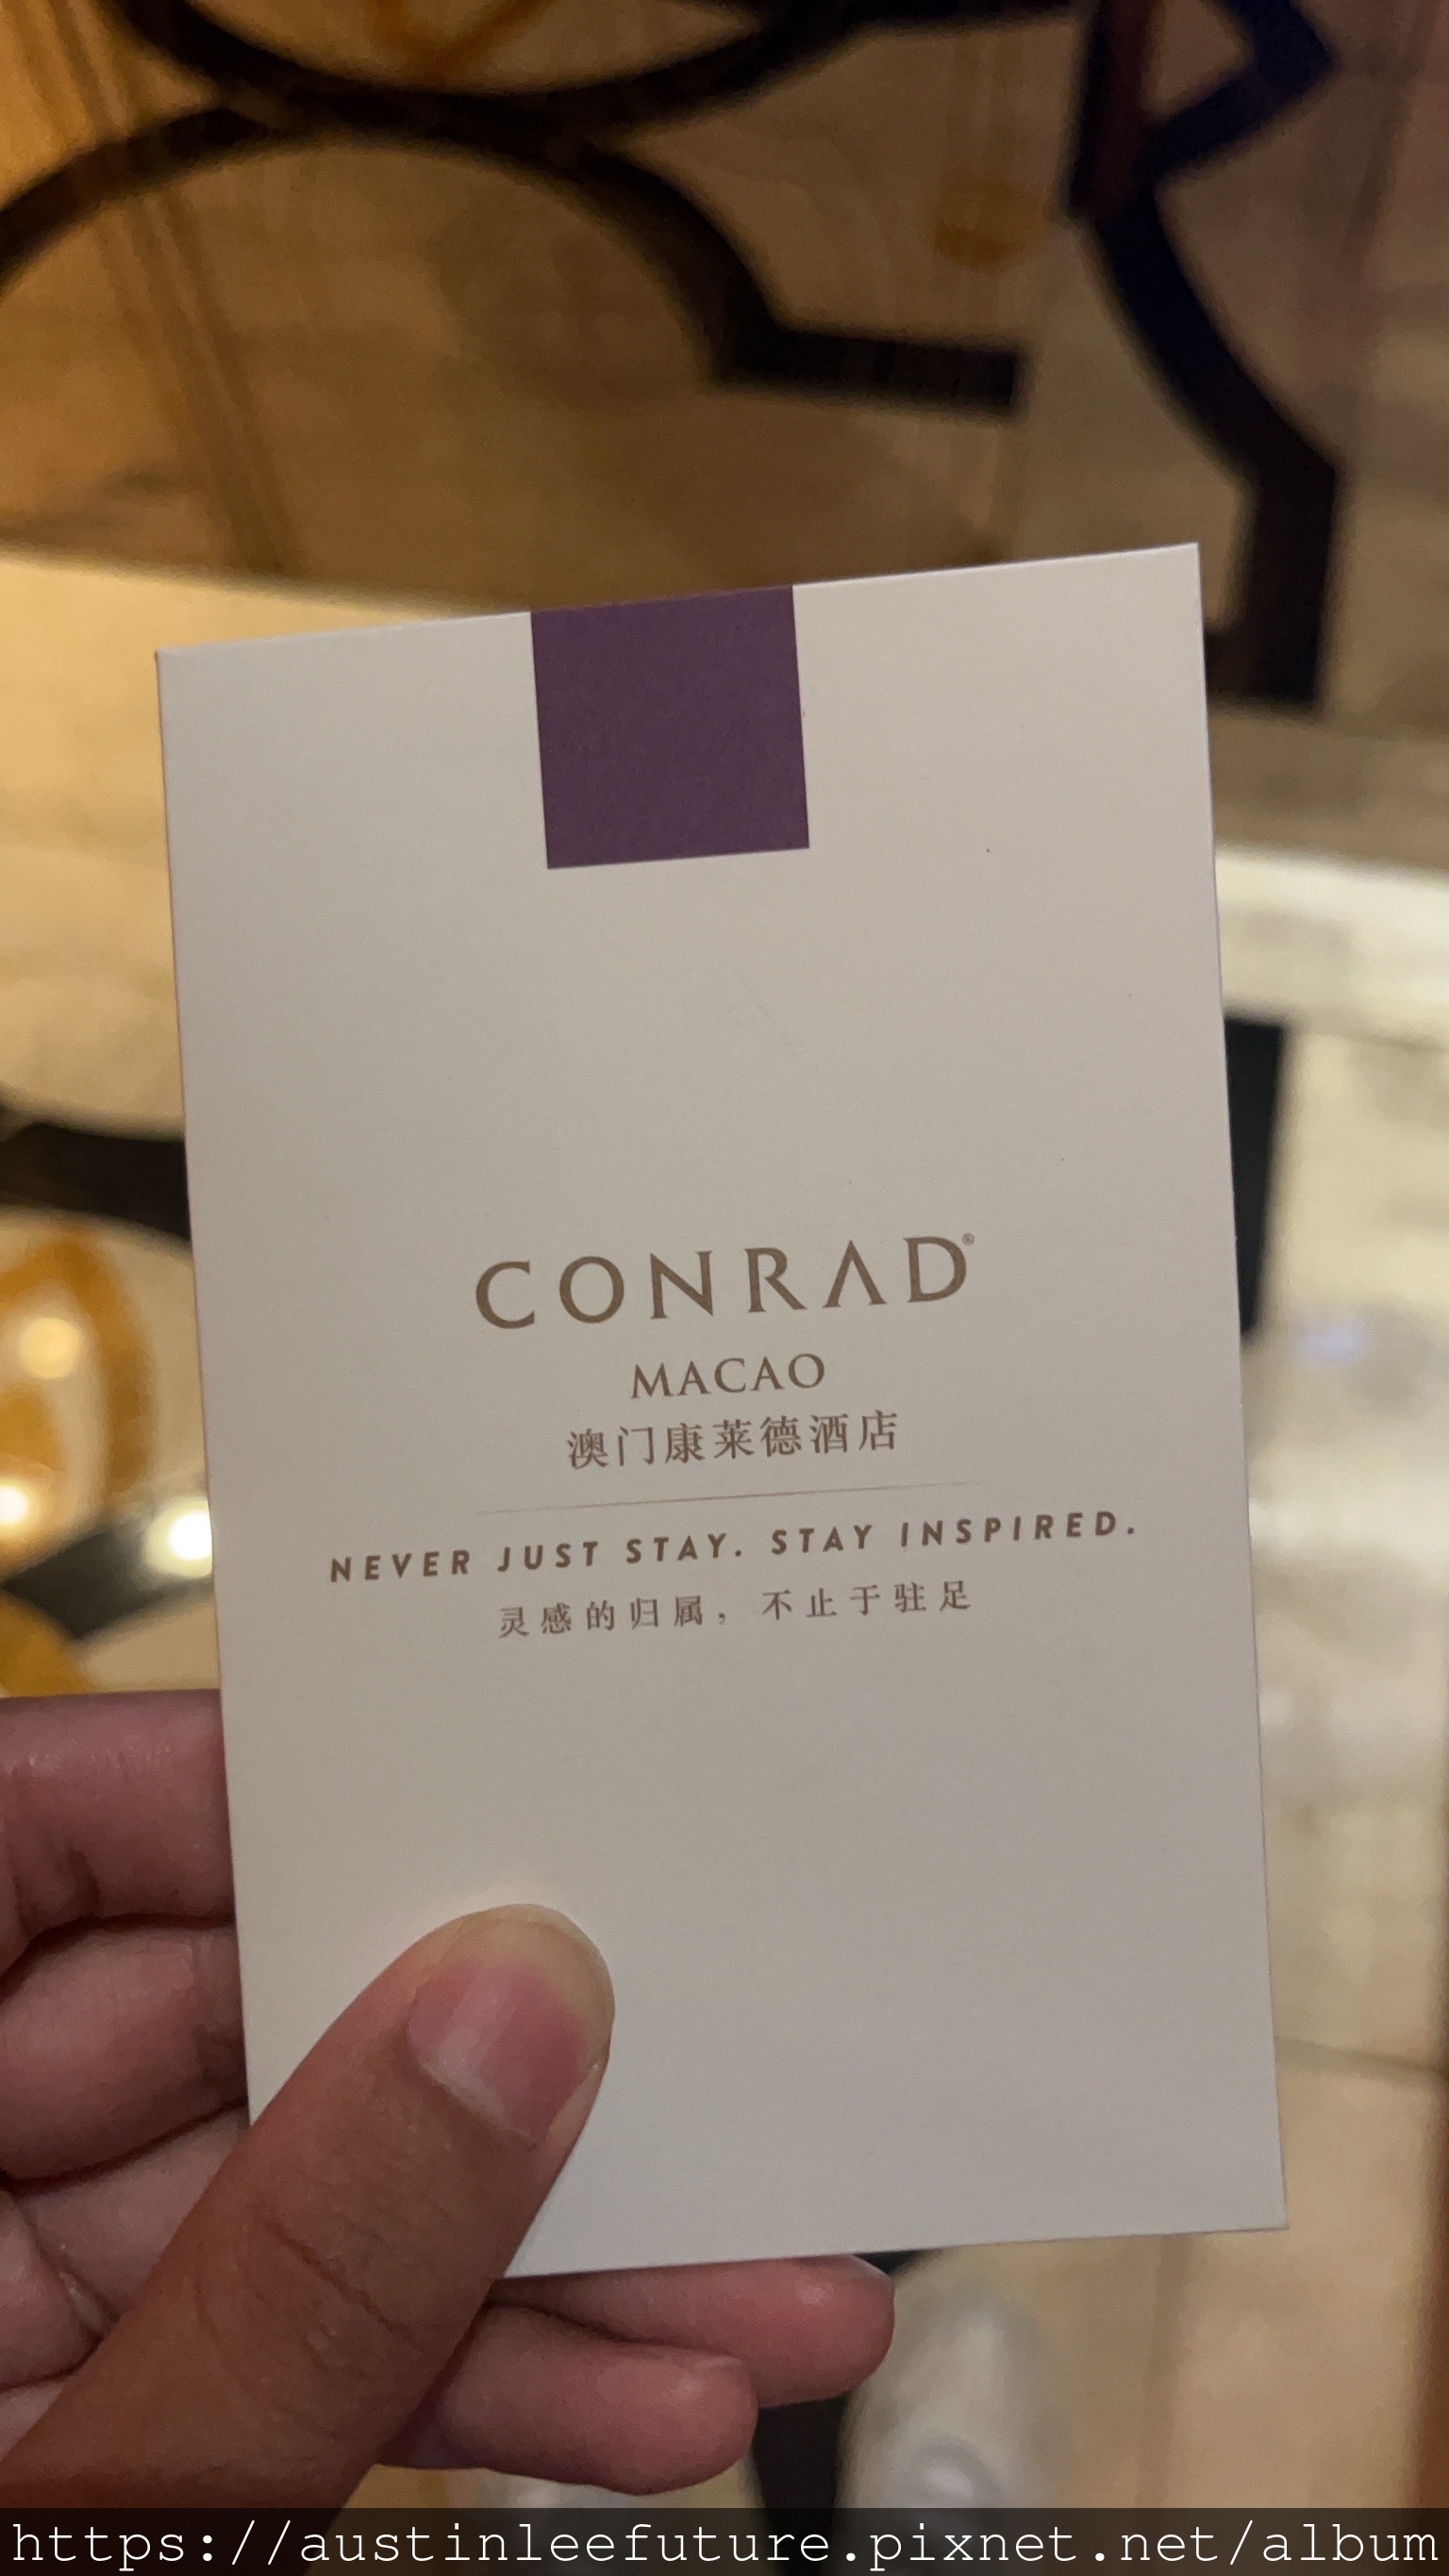 CONRAD®
MACAO
澳门康莱德酒店
NEVER JUST STAY. STAY INSPIRED.
灵感的归属，不止于驻足
https://austinleefuture.pixnet.net/album